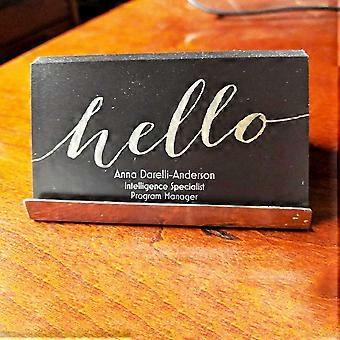 hello
Anna Darelli-Anderson
Intelligence Specialist
Program Manager